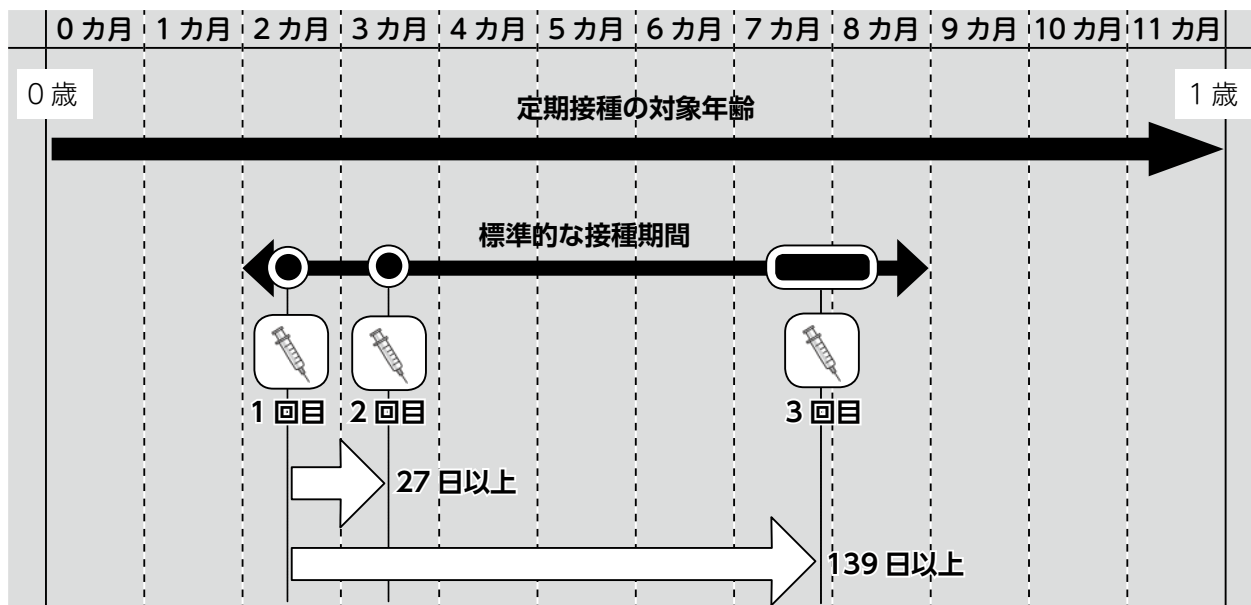 0 カ月 1 カ月 2 カ月 3 カ月 4 カ月 5 カ月 6 カ月 7 カ月 8 カ月 9 カ月 10 カ月 11 カ月
0 歳
1 歳
定期接種の対象年齢
標準的な接種期間
1 回目
2 回目
3 回目
27 日以上
139 日以上